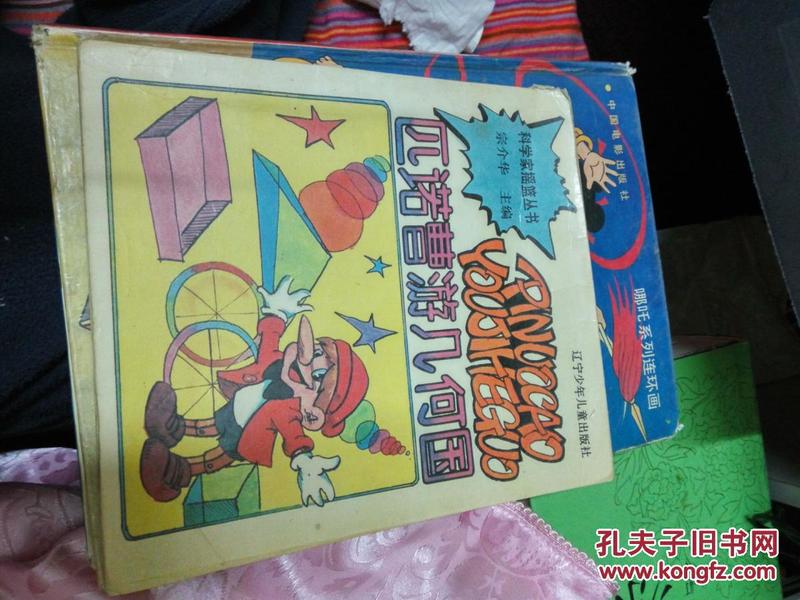 科学家摇篮丛书
宗介华 主编
匹诺曹游几何国
PINUOCAO
YOUJIHEGUO
辽宁少年儿童出版社
中国电影出版社
哪吒系列连环画
孔夫子旧书网
www.kongfz.com